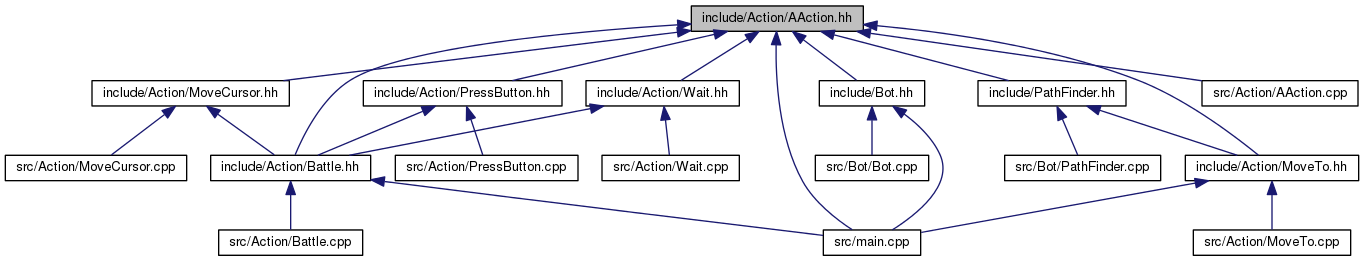 include/Action/AAction.hh
include/Action/MoveCursor.hh
include/Action/PressButton.hh
include/Action/Wait.hh
include/Bot.hh
include/PathFinder.hh
src/Action/AAction.cpp
src/Action/MoveCursor.cpp
include/Action/Battle.hh
src/Action/PressButton.cpp
src/Action/Wait.cpp
src/Bot/Bot.cpp
src/Bot/PathFinder.cpp
include/Action/MoveTo.hh
src/Action/Battle.cpp
src/main.cpp
src/Action/MoveTo.cpp